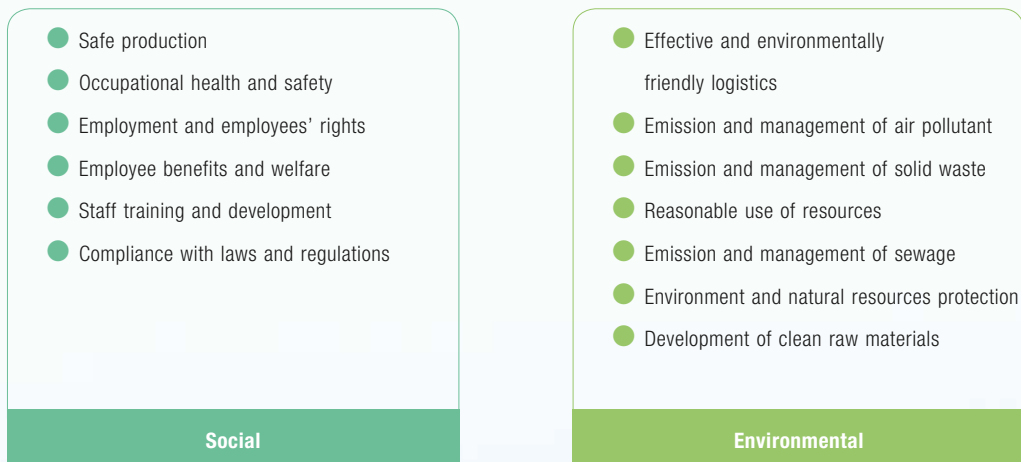 Safe production
Occupational health and safety
Employment and employees’ rights
Employee benefits and welfare
Staff training and development
Compliance with laws and regulations
Social
Effective and environmentally
friendly logistics
Emission and management of air pollutant
Emission and management of solid waste
Reasonable use of resources
Emission and management of sewage
Environment and natural resources protection
Development of clean raw materials
Environmental